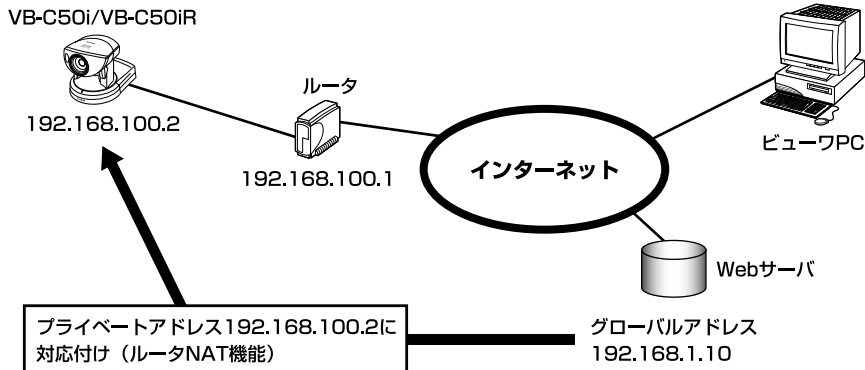 VB-C50i/VB-C50iR
192.168.100.2
ルータ
192.168.100.1
インターネット
ビューワPC
Webサーバ
プライベートアドレス192.168.100.2に
対応付け（ルータNAT機能）
グローバルアドレス
192.168.1.10